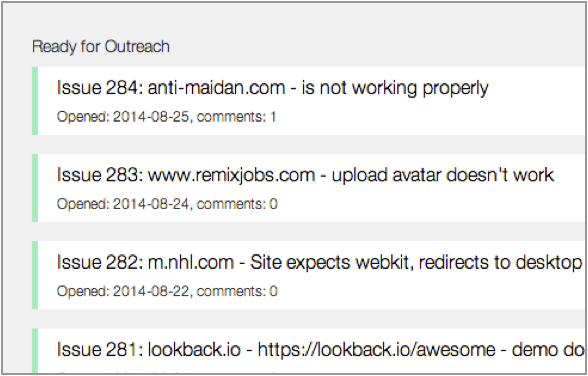 Ready for Outreach
Issue 284: anti-maidan.com - is not working properly
Opened: 2014-08-25, comments: 1
Issue 283: www.remixjobs.com - upload avatar doesn't work
Opened: 2014-08-24, comments: 0
Issue 282: m.nhl.com - Site expects webkit, redirects to desktop
Opened: 2014-08-22, comments: 0
Issue 281: lookback.io - https://lookback.io/awesome - demo do